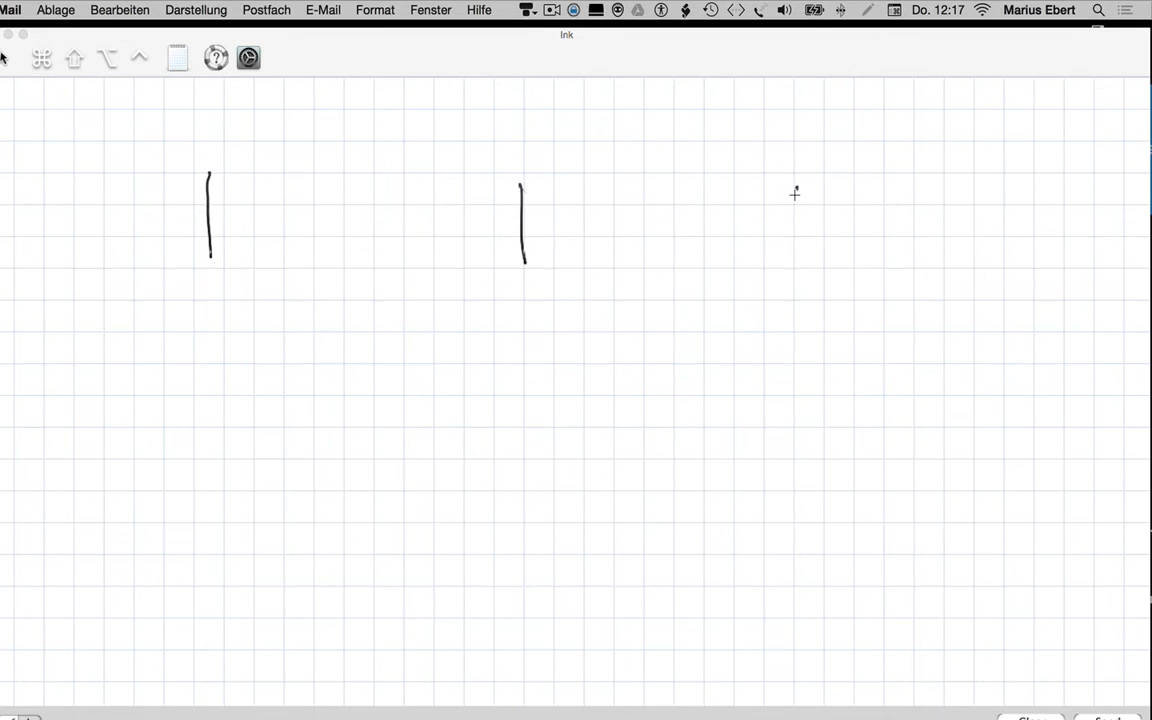 Mail Ablage Bearbeiten Darstellung Postfach E-Mail Format Fenster Hilfe Do. 12:17 Marius Ebert
Ink